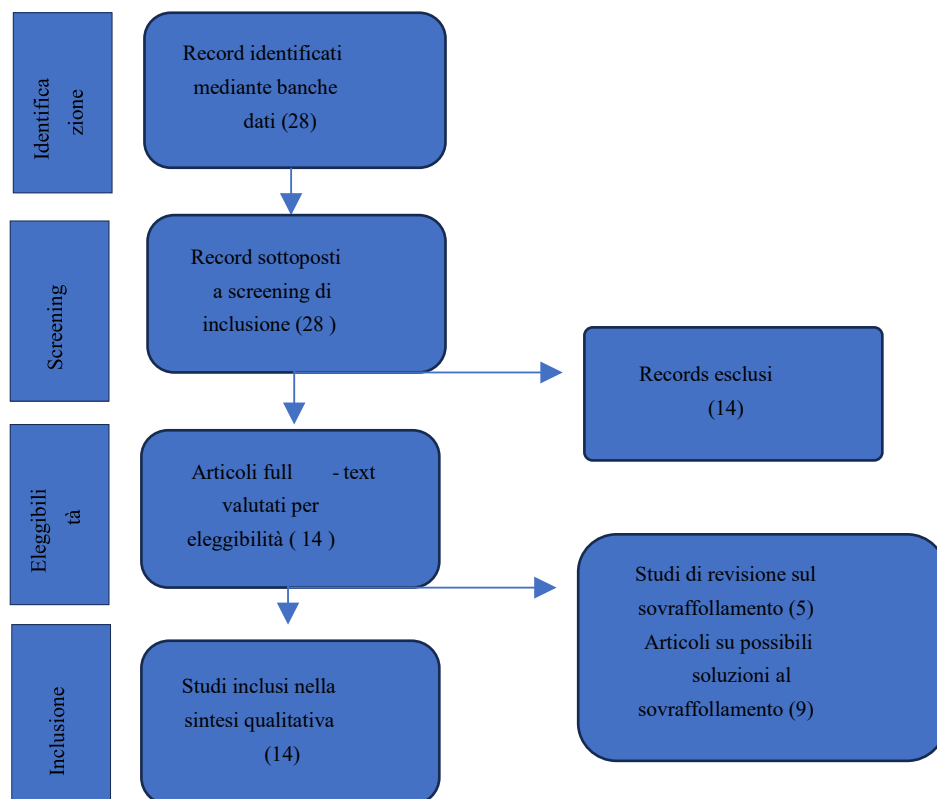 Identifica
zione
Record identificati
mediante banche
dati (28)
Screening
Record sottoposti
a screening di
inclusione (28 )
Records esclusi
(14)
Eleggibili
tà
Articoli full - text
valutati per
eleggibilità ( 14 )
Studi di revisione sul
sovraffollamento (5)
Articoli su possibili
soluzioni al
sovraffollamento (9)
Inclusione
Studi inclusi nella
sintesi qualitativa
(14)